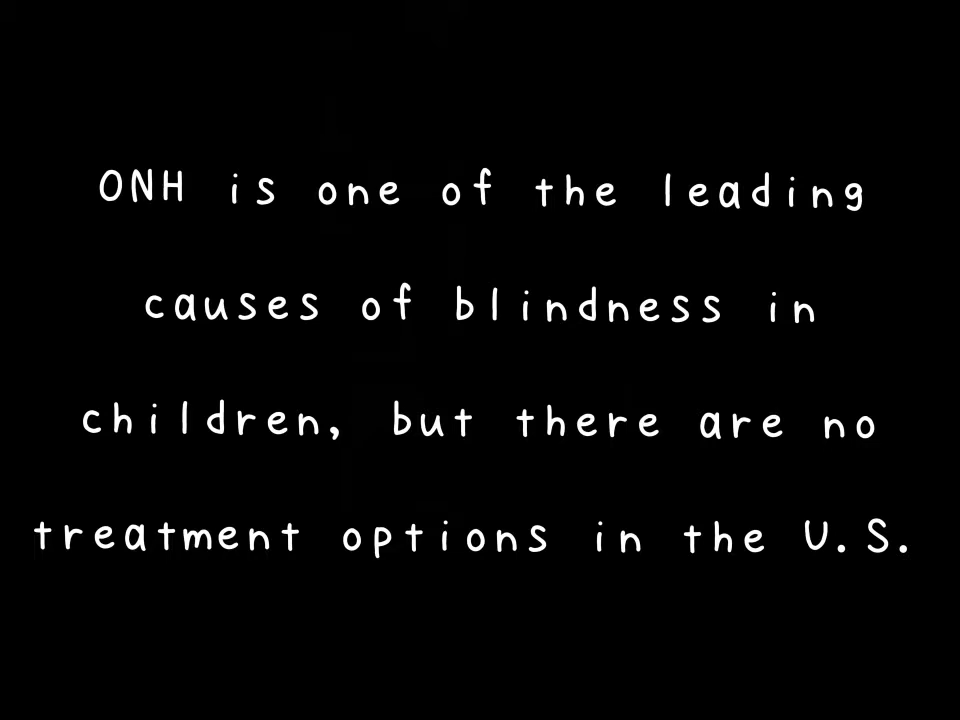 ONH is one of the leading
causes of blindness in
children, but there are no
treatment options in the U.S.